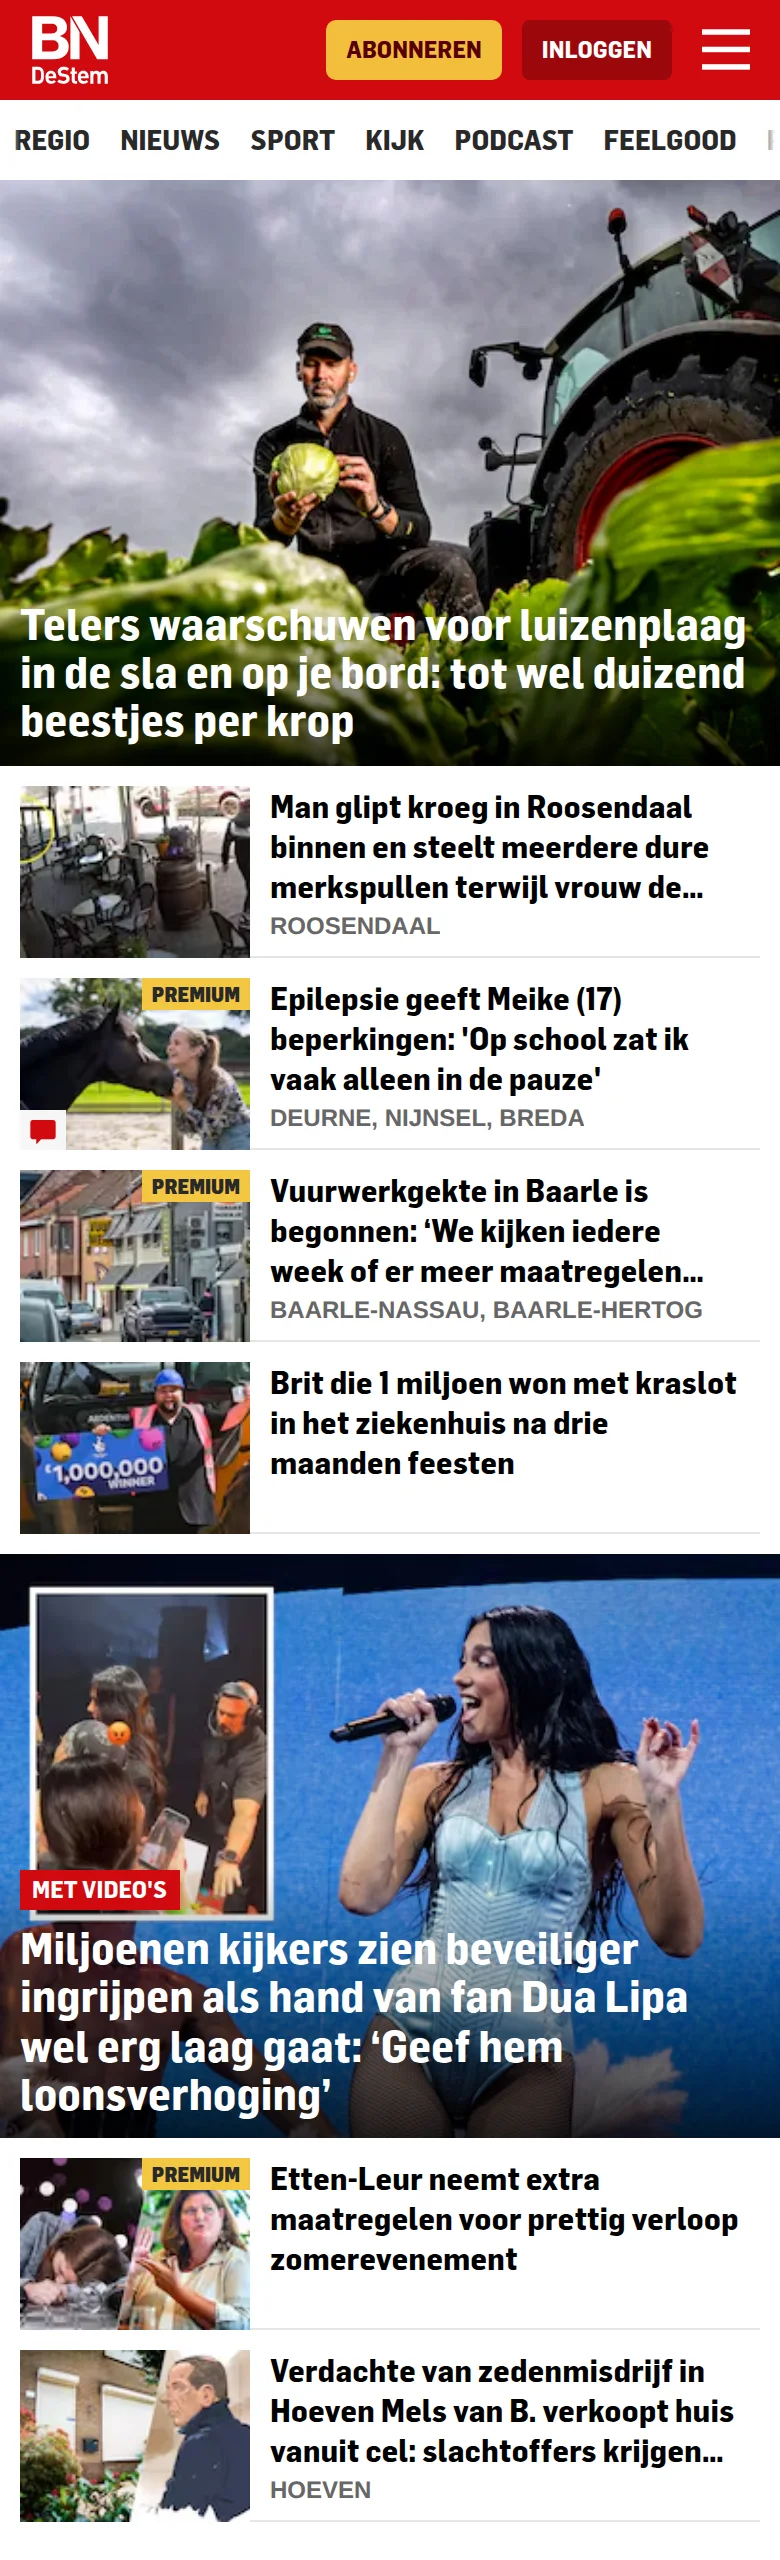 BN
DeStem
ABONNEREN
INLOGGEN
REGIO NIEUWS SPORT KIJK PODCAST FEELGOOD
Telers waarschuwen voor luizenplaag
in de sla en op je bord: tot wel duizend
beestjes per krop
Man glipt kroeg in Roosendaal
binnen en steelt meerdere dure
merkspullen terwijl vrouw de...
ROOSENDAAL
PREMIUM
Epilepsie geeft Meike (17)
beperkingen: 'Op school zat ik
vaak alleen in de pauze'
DEURNE, NIJNSEL, BREDA
PREMIUM
Vuurwerkgekte in Baarle is
begonnen: ‘We kijken iedere
week of er meer maatregelen...
BAARLE-NASSAU, BAARLE-HERTOG
1,000,000
WINNER
Brit die 1 miljoen won met kraslot
in het ziekenhuis na drie
maanden feesten
MET VIDEO'S
Miljoenen kijkers zien beveiliger
ingrijpen als hand van fan Dua Lipa
wel erg laag gaat: ‘Geef hem
loonsverhoging’
PREMIUM
Etten-Leur neemt extra
maatregelen voor prettig verloop
zomerevenement
Verdachte van zedenmisdrijf in
Hoeven Mels van B. verkoopt huis
vanuit cel: slachtoffers krijgen...
HOEVEN